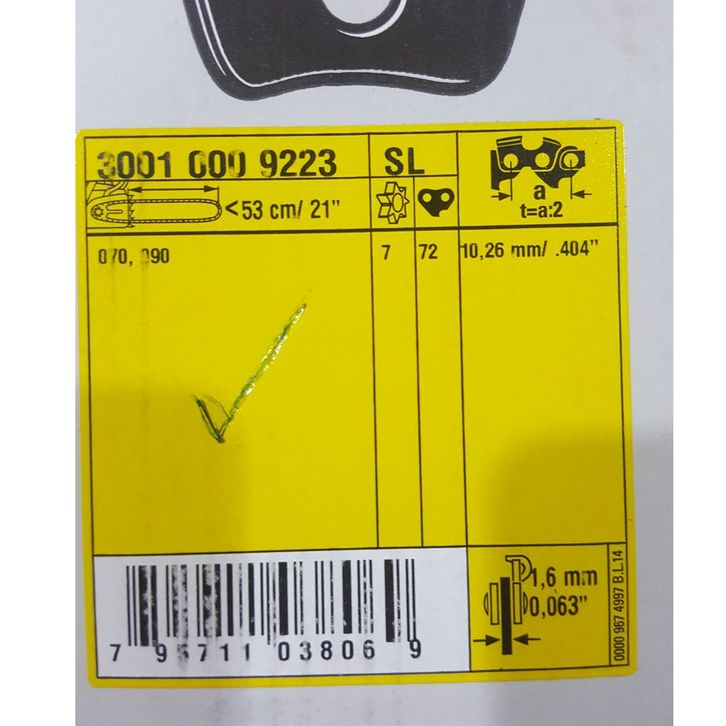 3001 000 9223 SL
a
<53 cm/ 21" t=a:2
070, 090 7 72 10,26 mm/ .404"
1,6 mm
0,063"
7 95711 03806 9
0000 967 4997 B.L.14